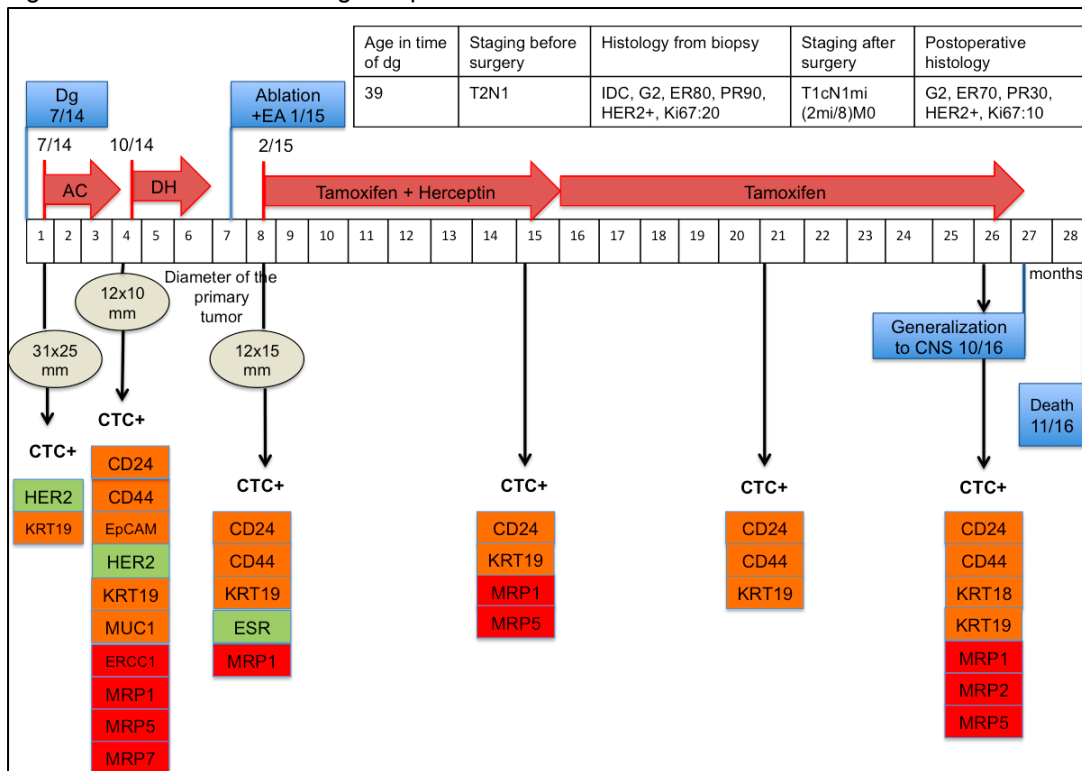 Age in time
of dg
Staging before
surgery
Histology from biopsy
Staging after
surgery
Postoperative
histology
39
T2N1
IDC, G2, ER80, PR90,
HER2+, Ki67:20
T1cN1mi
(2mi/8)M0
G2, ER70, PR30,
HER2+, Ki67:10
Dg
7/14
Ablation
+EA 1/15
7/14
10/14
2/15
AC
DH
Tamoxifen + Herceptin
Tamoxifen
1 2 3 4 5 6 7 8 9 10 11 12 13 14 15 16 17 18 19 20 21 22 23 24 26 27 28
months
Diameter of the
primary
tumor
31x25
mm
12x10
mm
12x15
mm
Generalization
to CNS 10/16
Death
11/16
CTC+
HER2
KRT19
CTC+
CD24
CD44
EpCAM
HER2
KRT19
MUC1
ERCC1
MRP1
MRP5
MRP7
CTC+
CD24
CD44
KRT19
ESR
MRP1
CTC+
CD24
KRT19
MRP1
MRP5
CTC+
CD24
CD44
KRT19
CTC+
CD24
CD44
KRT18
KRT19
MRP1
MRP2
MRP5